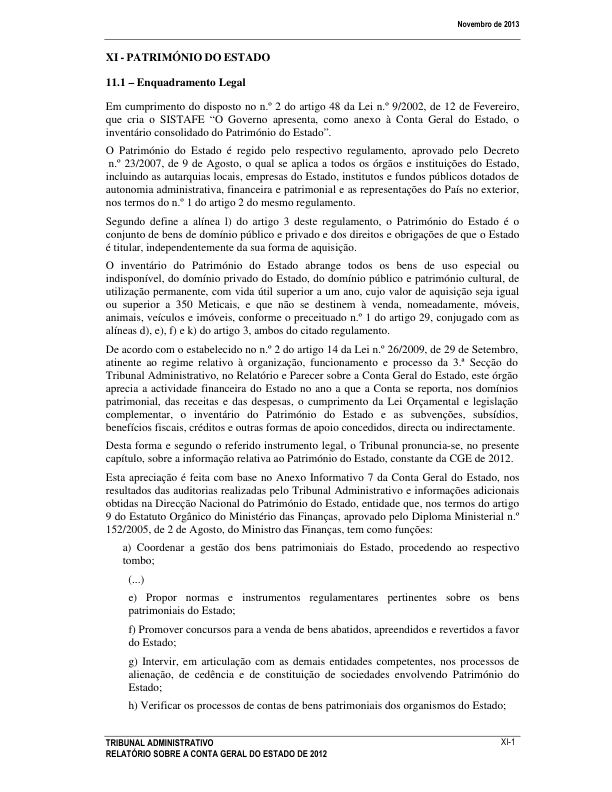 Novembro de 2013
XI - PATRIMÓNIO DO ESTADO
11.1 – Enquadramento Legal
Em cumprimento do disposto no n.º 2 do artigo 48 da Lei n.º 9/2002, de 12 de Fevereiro,
que cria o SISTAFE “O Governo apresenta, como anexo à Conta Geral do Estado, o
inventário consolidado do Património do Estado”.
O Património do Estado é regido pelo respectivo regulamento, aprovado pelo Decreto
n.º 23/2007, de 9 de Agosto, o qual se aplica a todos os órgãos e instituições do Estado,
incluindo as autarquias locais, empresas do Estado, institutos e fundos públicos dotados de
autonomia administrativa, financeira e patrimonial e as representações do País no exterior,
nos termos do n.º 1 do artigo 2 do mesmo regulamento.
Segundo define a alínea l) do artigo 3 deste regulamento, o Património do Estado é o
conjunto de bens de domínio público e privado e dos direitos e obrigações de que o Estado
é titular, independentemente da sua forma de aquisição.
O inventário do Património do Estado abrange todos os bens de uso especial ou
indisponível, do domínio privado do Estado, do domínio público e património cultural, de
utilização permanente, com vida útil superior a um ano, cujo valor de aquisição seja igual
ou superior a 350 Meticais, e que não se destinem à venda, nomeadamente, móveis,
animais, veículos e imóveis, conforme o preceituado n.º 1 do artigo 29, conjugado com as
alíneas d), e), f) e k) do artigo 3, ambos do citado regulamento.
De acordo com o estabelecido no n.º 2 do artigo 14 da Lei n.º 26/2009, de 29 de Setembro,
atinente ao regime relativo à organização, funcionamento e processo da 3.ª Secção do
Tribunal Administrativo, no Relatório e Parecer sobre a Conta Geral do Estado, este órgão
aprecia a actividade financeira do Estado no ano a que a Conta se reporta, nos domínios
patrimonial, das receitas e das despesas, o cumprimento da Lei Orçamental e legislação
complementar, o inventário do Património do Estado e as subvenções, subsídios,
benefícios fiscais, créditos e outras formas de apoio concedidos, directa ou indirectamente.
Desta forma e segundo o referido instrumento legal, o Tribunal pronuncia-se, no presente
capítulo, sobre a informação relativa ao Património do Estado, constante da CGE de 2012.
Esta apreciação é feita com base no Anexo Informativo 7 da Conta Geral do Estado, nos
resultados das auditorias realizadas pelo Tribunal Administrativo e informações adicionais
obtidas na Direcção Nacional do Património do Estado, entidade que, nos termos do artigo
9 do Estatuto Orgânico do Ministério das Finanças, aprovado pelo Diploma Ministerial n.º
152/2005, de 2 de Agosto, do Ministro das Finanças, tem como funções:
a) Coordenar a gestão dos bens patrimoniais do Estado, procedendo ao respectivo
tombo;
(...)
e) Propor normas e instrumentos regulamentares pertinentes sobre os bens
patrimoniais do Estado;
f) Promover concursos para a venda de bens abatidos, apreendidos e revertidos a favor
do Estado;
g) Intervir, em articulação com as demais entidades competentes, nos processos de
alienação, de cedência e de constituição de sociedades envolvendo Património do
Estado;
h) Verificar os processos de contas de bens patrimoniais dos organismos do Estado;
TRIBUNAL ADMINISTRATIVO XI-1
RELATÓRIO SOBRE A CONTA GERAL DO ESTADO DE 2012